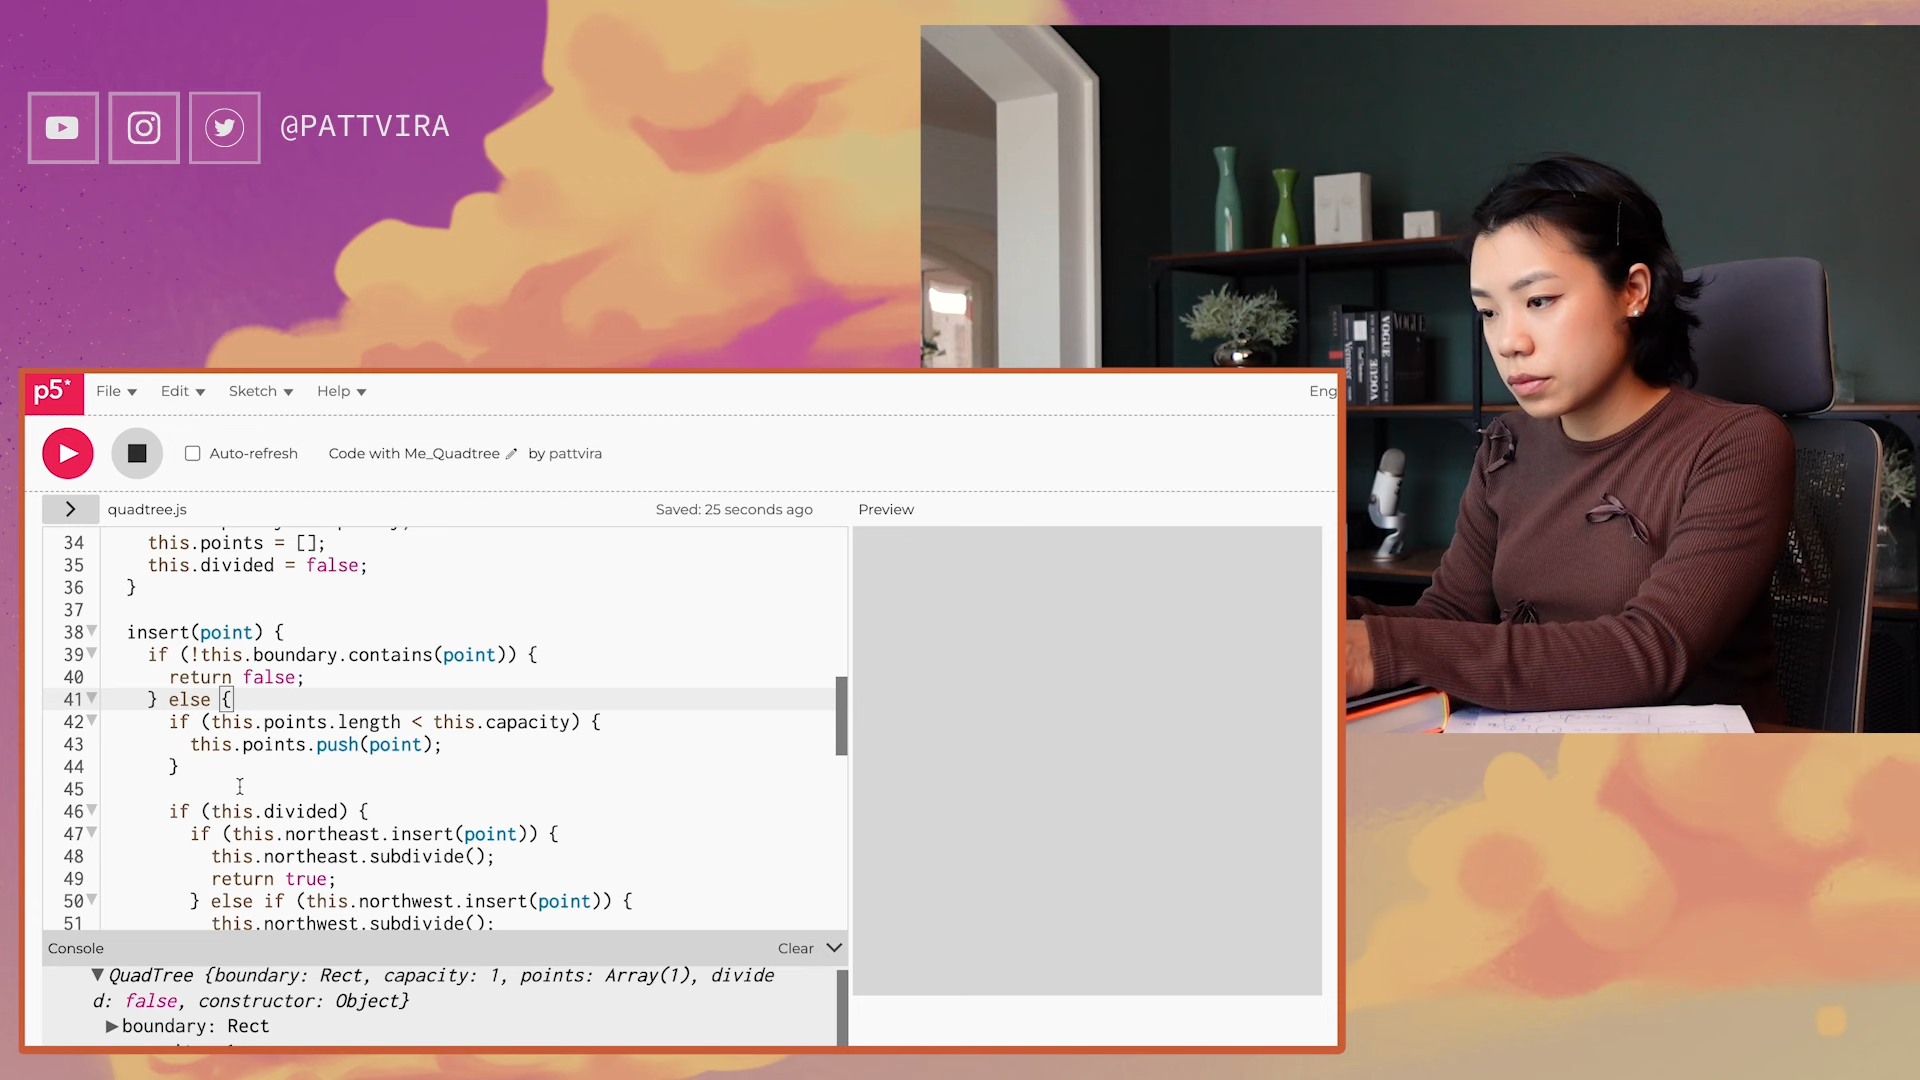 @PATTVIRA
p5*
File
Edit
Sketch
Help
Eng
Auto-refresh
Code with Me_Quadtree
by pattvira
quadtree.js
Saved: 25 seconds ago
Preview
34 this.points = [];
35 this.divided = false;
36 }
37
38 insert(point) {
39 if (!this.boundary.contains(point)) {
40 return false;
41 } else {
42 if (this.points.length < this.capacity) {
43 this.points.push(point);
44 }
45
46 if (this.divided) {
47 if (this.northeast.insert(point)) {
48 this.northeast.subdivide();
49 return true;
50 } else if (this.northwest.insert(point)) {
51 this.northwest.subdivide();
Console
Clear
QuadTree {boundary: Rect, capacity: 1, points: Array(1), divide
d: false, constructor: Object}
boundary: Rect
VOGUE
VOGUE